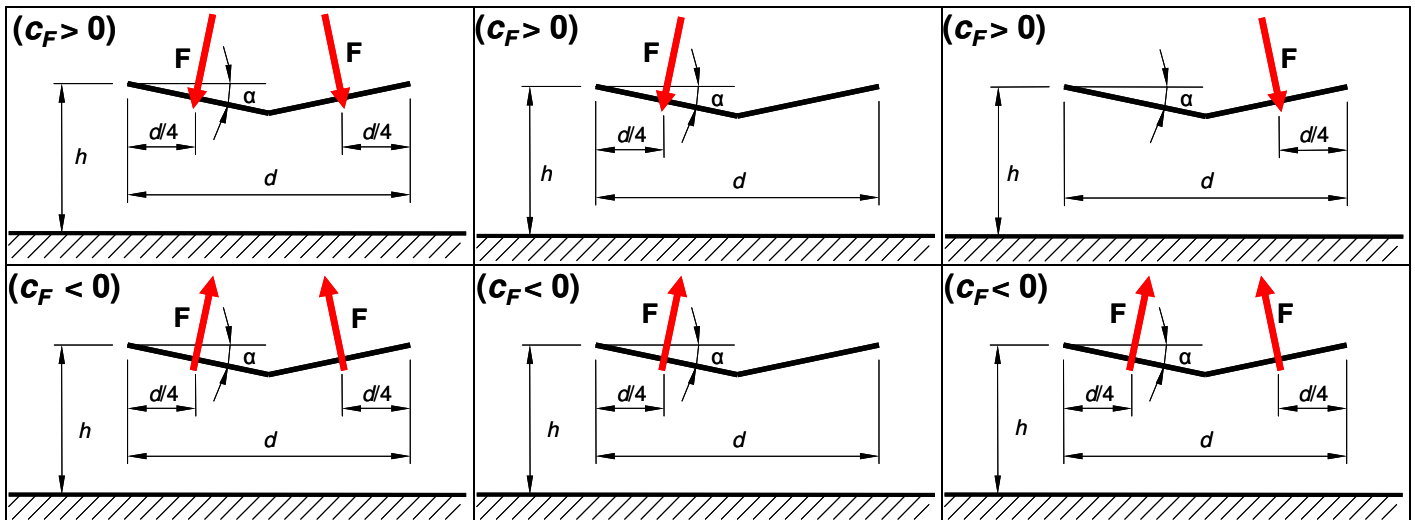 (cF > 0)
F
F
α
d/4
d/4
h
d
(cF > 0)
F
α
d/4
h
d
(cF > 0)
F
α
d/4
h
d
(cF < 0)
F
F
α
d/4
d/4
h
d
(cF < 0)
F
α
d/4
h
d
(cF < 0)
F
F
α
d/4
d/4
h
d